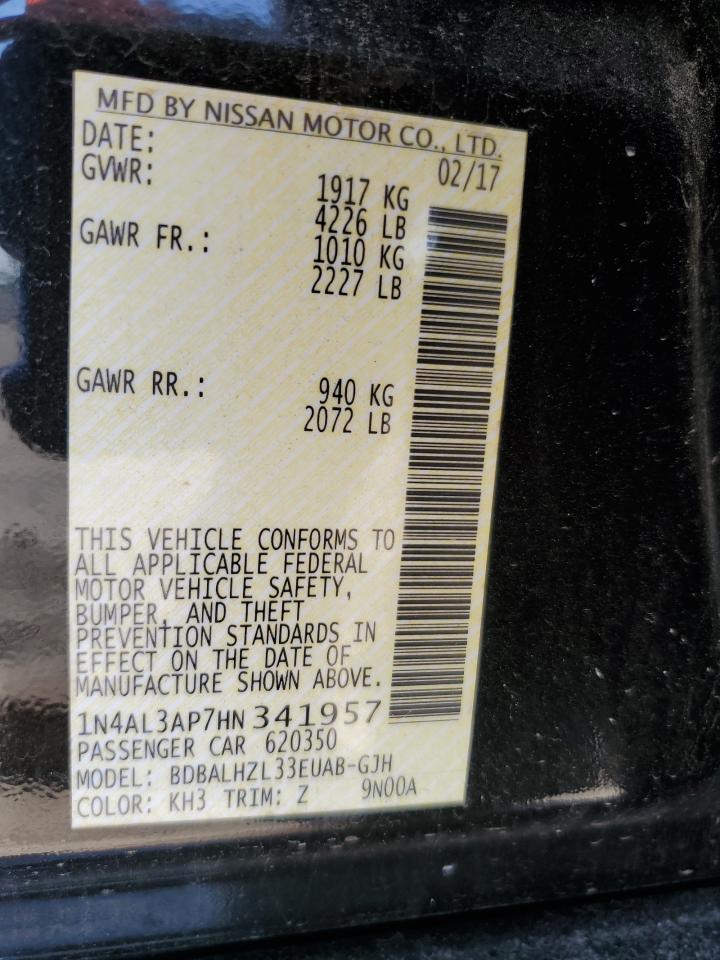 MFD BY NISSAN MOTOR CO., LTD.
DATE: 02/17
GVWR: 1917 KG
4226 LB
GAWR FR.: 1010 KG
2227 LB
GAWR RR.: 940 KG
2072 LB
THIS VEHICLE CONFORMS TO
ALL APPLICABLE FEDERAL
MOTOR VEHICLE SAFETY,
BUMPER, AND THEFT
PREVENTION STANDARDS IN
EFFECT ON THE DATE OF
MANUFACTURE SHOWN ABOVE.
1N4AL3AP7HN 341957
PASSENGER CAR 620350
MODEL: BDBALHZL33EUAB-GJH
COLOR: KH3 TRIM: Z 9N00A